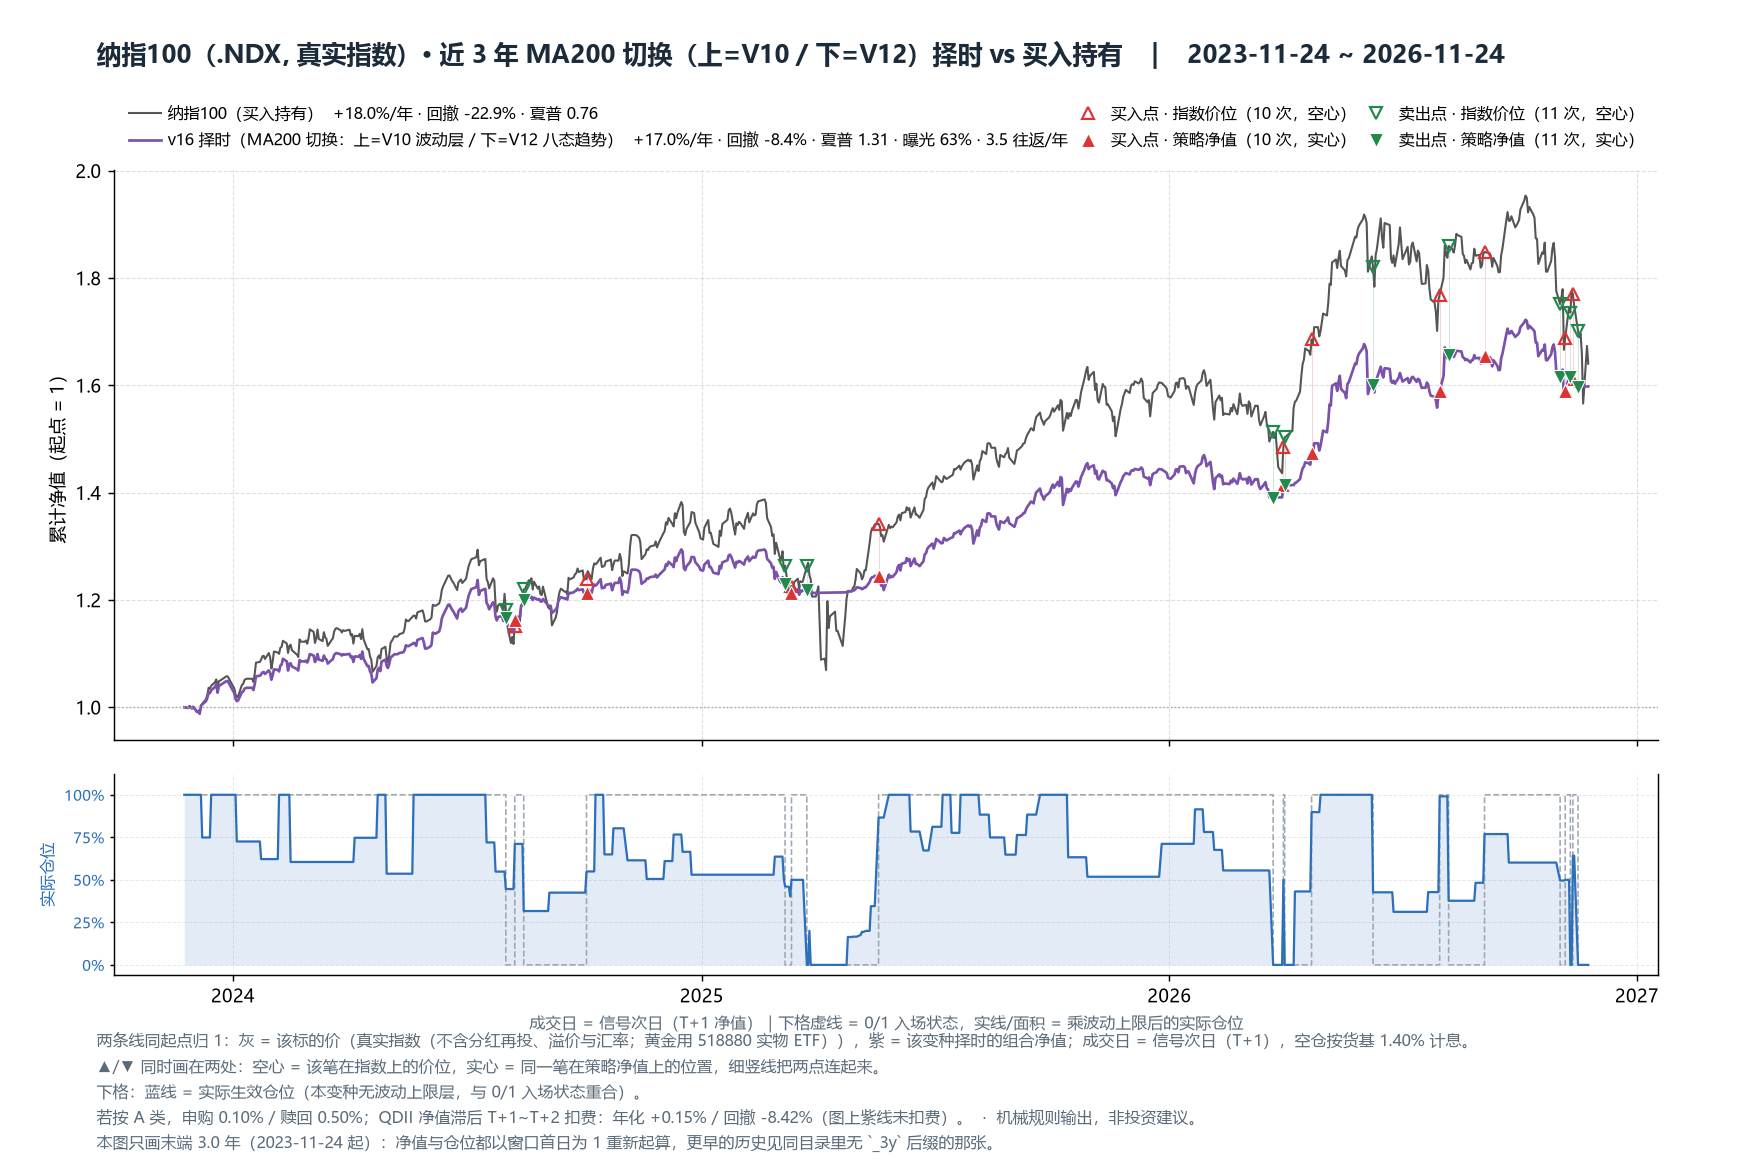 纳指100（.NDX, 真实指数）• 近 3 年 MA200 切换（上=V10 / 下=V12）择时 vs 买入持有 | 2023-11-24 ~ 2026-11-24
纳指100（买入持有） +18.0%/年 · 回撤 -22.9% · 夏普 0.76
v16 择时（MA200 切换：上=V10 波动层 / 下=V12 八态趋势） +17.0%/年 · 回撤 -8.4% · 夏普 1.31 · 曝光 63% · 3.5 往返/年
买入点 · 指数价位（10 次，空心）
卖出点 · 指数价位（11 次，空心）
买入点 · 策略净值（10 次，实心）
卖出点 · 策略净值（11 次，实心）
累计净值（起点 = 1）
2.0
1.8
1.6
1.4
1.2
1.0
实际仓位
100%
75%
50%
25%
0%
2024
2025
2026
2027
成交日 = 信号次日（T+1 净值）| 下格虚线 = 0/1 入场状态，实线/面积 = 乘波动上限后的实际仓位
两条线同起点归 1：灰 = 该标的价（真实指数（不含分红再投、溢价与汇率；黄金用 518880 实物 ETF）），紫 = 该变种择时的组合净值；成交日 = 信号次日（T+1），空仓按货基 1.40% 计息。
▲/▼ 同时画在两处：空心 = 该笔在指数上的价位，实心 = 同一笔在策略净值上的位置，细竖线把两点连起来。
下格：蓝线 = 实际生效仓位（本变种无波动上限层，与 0/1 入场状态重合）。
若按 A 类，申购 0.10% / 赎回 0.50%；QDII 净值滞后 T+1~T+2 扣费：年化 +0.15% / 回撤 -8.42%（图上紫线未扣费）。 · 机械规则输出，非投资建议。
本图只画末端 3.0 年（2023-11-24 起）：净值与仓位都以窗口首日为 1 重新起算，更早的历史见同目录里无 `_3y` 后缀的那张。